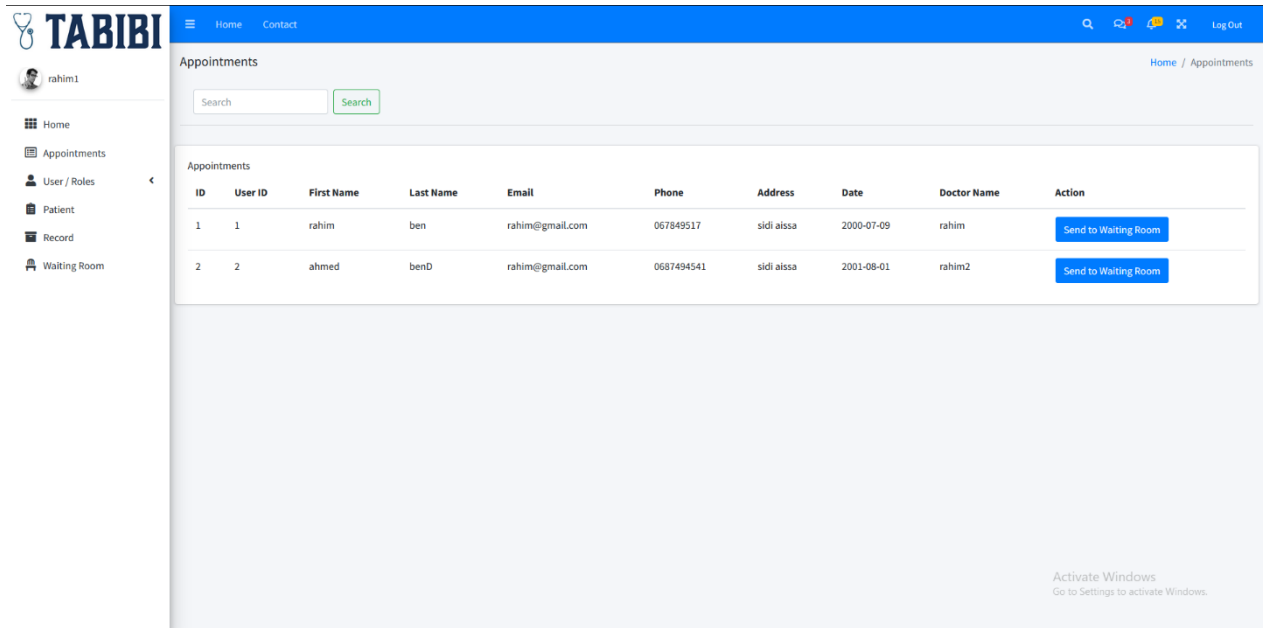 TABIBI
Home Contact
3 15 Log Out
rahim1
Appointments
Home / Appointments
Search Search
Home
Appointments
User / Roles
Patient
Record
Waiting Room
Appointments
ID User ID First Name Last Name Email Phone Address Date Doctor Name Action
1 1 rahim ben rahim@gmail.com 067849517 sidi aissa 2000-07-09 rahim Send to Waiting Room
2 2 ahmed benD rahim@gmail.com 0687494541 sidi aissa 2001-08-01 rahim2 Send to Waiting Room
Activate Windows
Go to Settings to activate Windows.